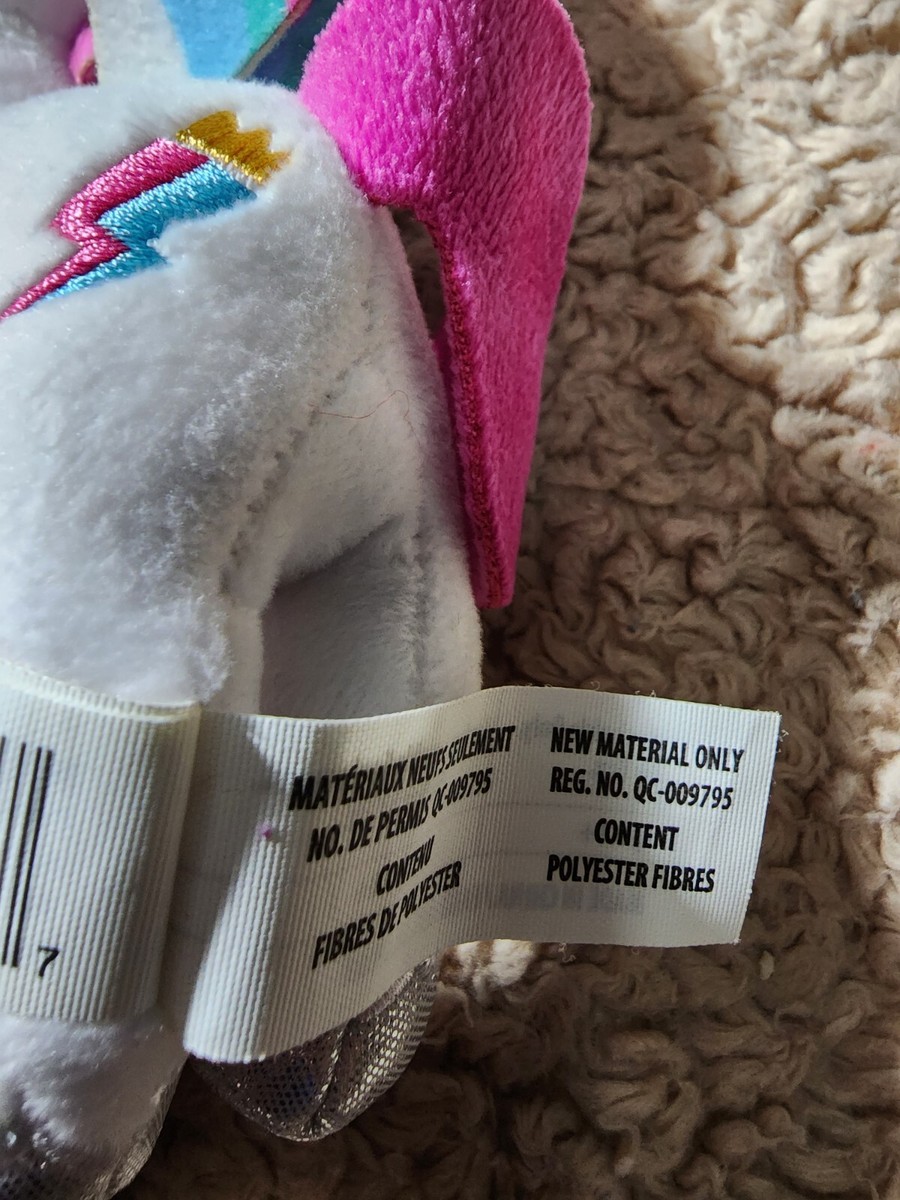 MATÉRIAUX NEUFS SEULEMENT
NO. DE PERMIS QC-009795
CONTENU
FIBRES DE POLYESTER
NEW MATERIAL ONLY
REG. NO. QC-009795
CONTENT
POLYESTER FIBRES
7